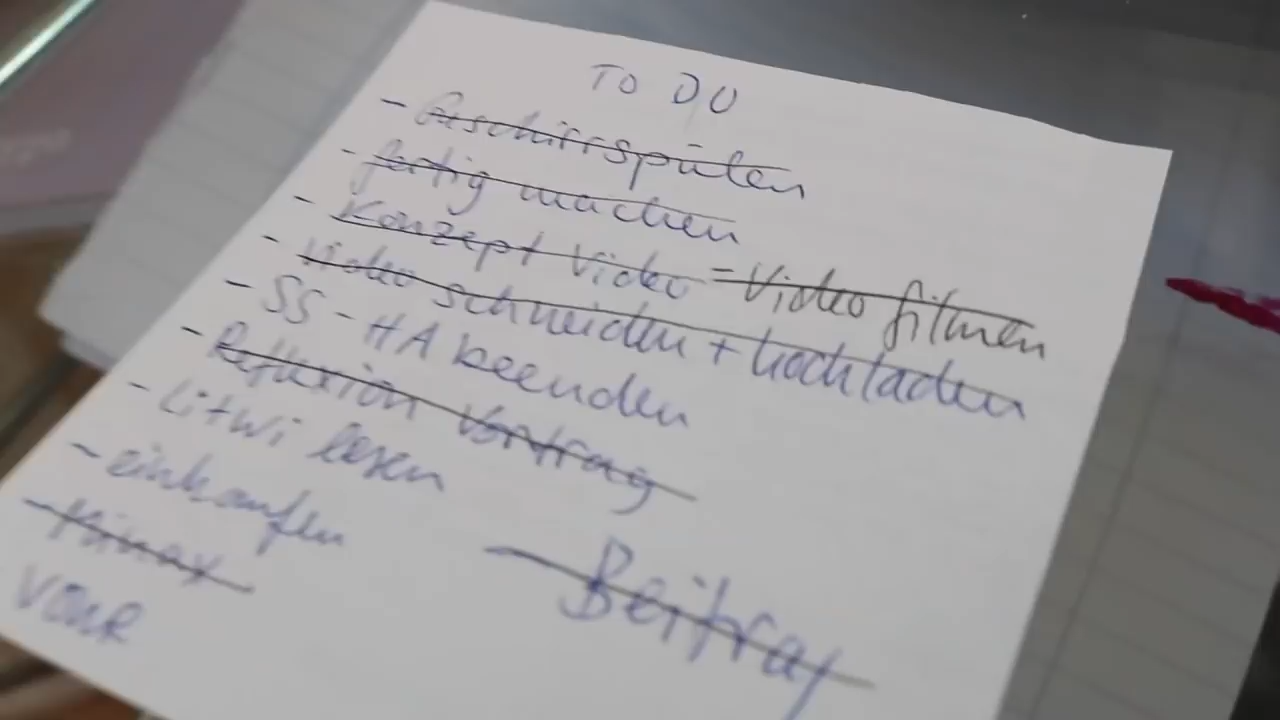 TO DO
- Geschirrspülen
- fertig machen
- Konzept Video = Video filmen
- Video schneiden + hochladen
- SS - HA beenden
- Reflexion Vortrag
- LitWi lesen
- einkaufen
- Beitrag